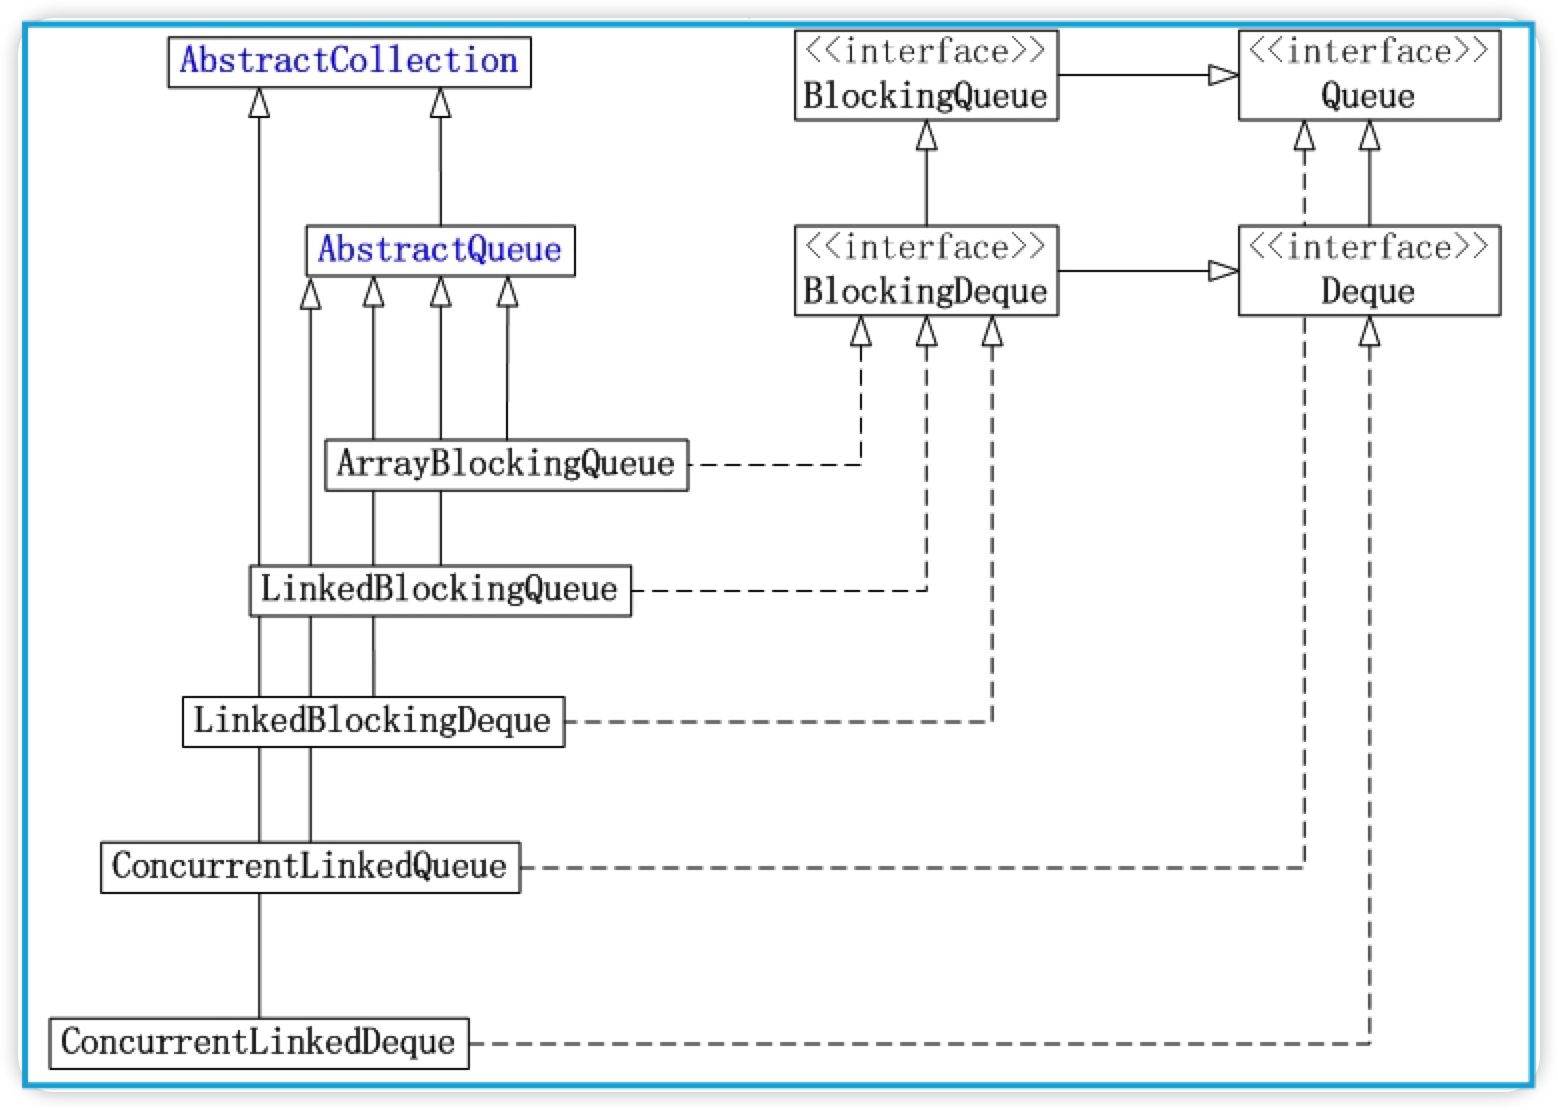 AbstractCollection
<<interface>>
BlockingQueue
<<interface>>
Queue
AbstractQueue
<<interface>>
BlockingDeque
<<interface>>
Deque
ArrayBlockingQueue
LinkedBlockingQueue
LinkedBlockingDeque
ConcurrentLinkedQueue
ConcurrentLinkedDeque